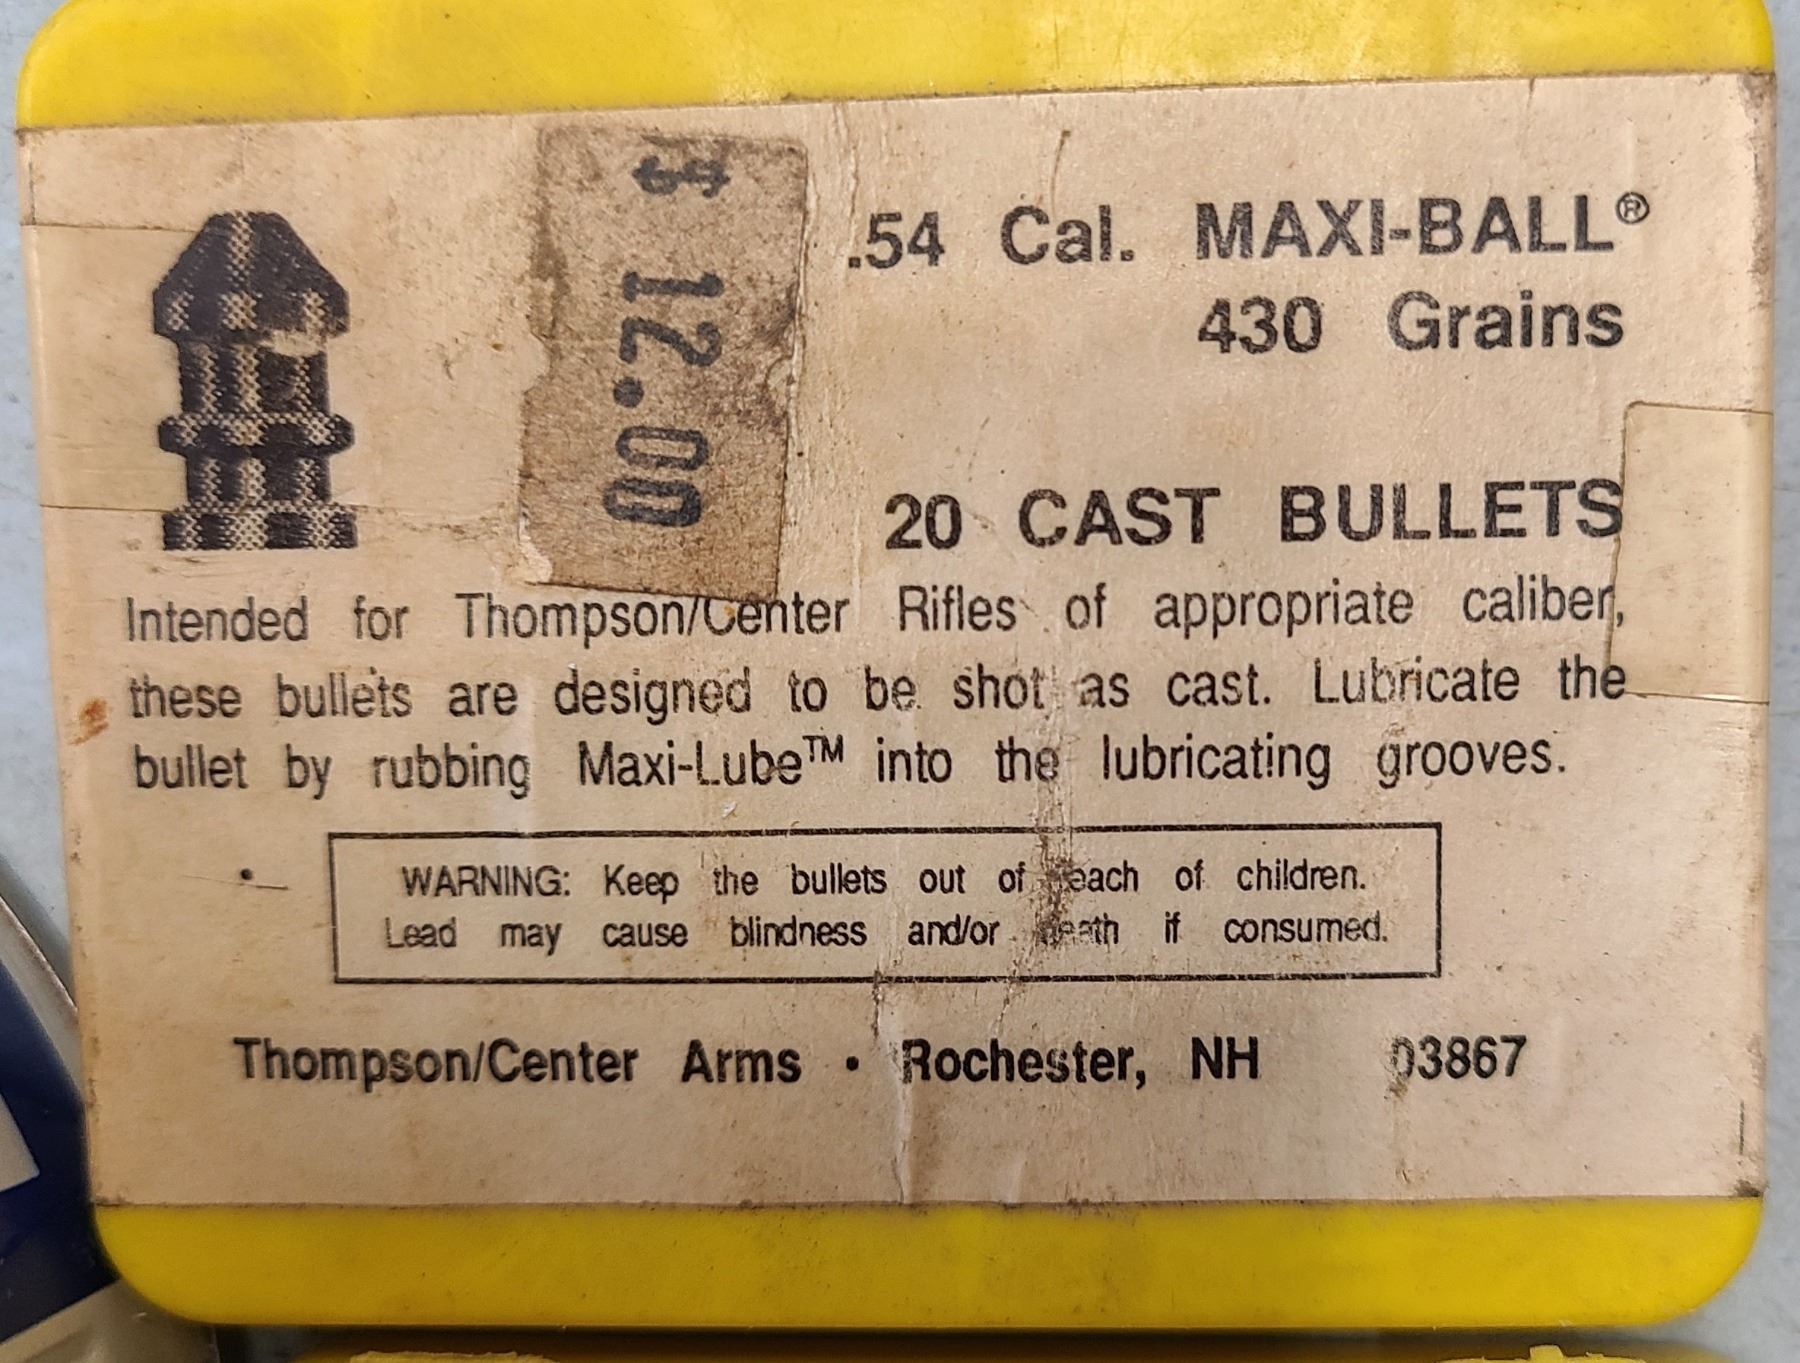 $ 12.00
.54 Cal. MAXI-BALL®
430 Grains
20 CAST BULLETS
Intended for Thompson/Center Rifles of appropriate caliber,
these bullets are designed to be shot as cast. Lubricate the
bullet by rubbing Maxi-Lube™ into the lubricating grooves.
WARNING: Keep the bullets out of reach of children.
Lead may cause blindness and/or death if consumed.
Thompson/Center Arms • Rochester, NH 03867